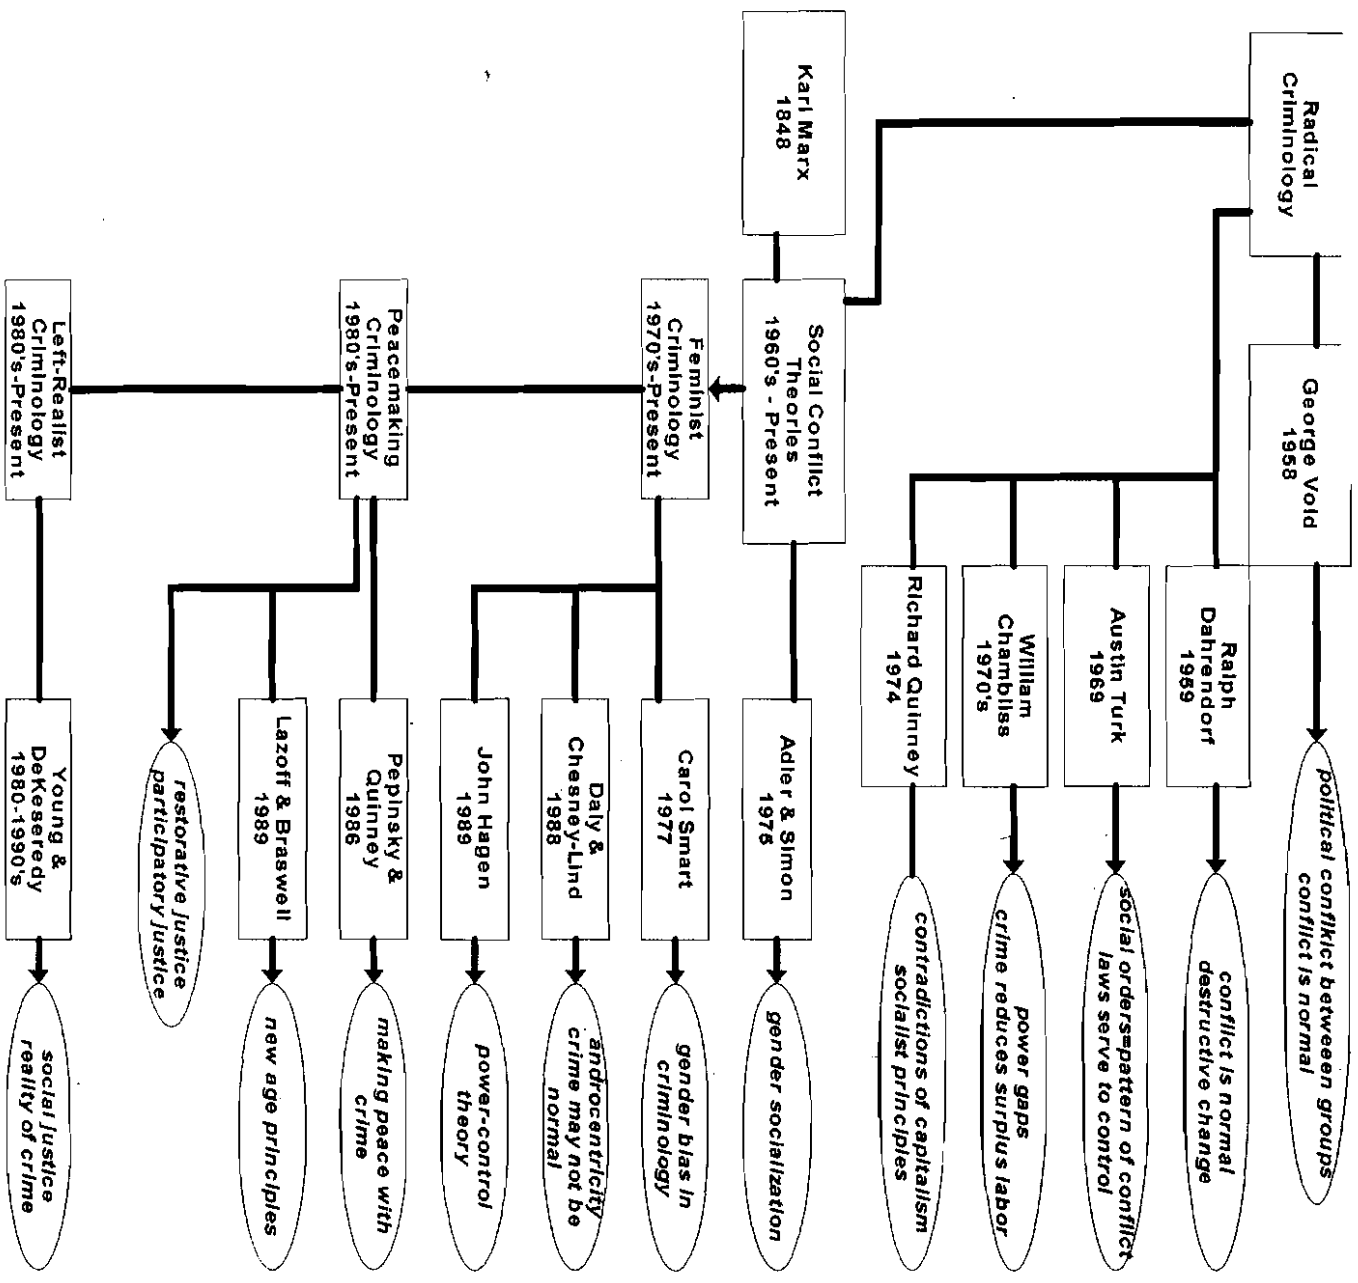 Radical
Criminology
George Vold
1958
political confikict betweeen groups
conflict is normal
Ralph
Dahrendorf
1959
conflict is normal
destructive change
Austin Turk
1969
social orders=pattern of conflict
laws serve to control
William
Chambliss
1970's
power gaps
crime reduces surplus labor
Richard Quinney
1974
contradictions of capitalism
socialist principles
Karl Marx
1848
Social Conflict
Theories
1960's - Present
Adler & Simon
1975
gender socialization
Feminist
Criminology
1970's-Present
Carol Smart
1977
gender bias in
criminology
Daly &
Chesney-Lind
1988
androcentricity
crime may not be
normal
John Hagen
1989
power-control
theory
Peacemaking
Criminology
1980's-Present
Pepinsky &
Quinney
1986
making peace with
crime
Lazoff & Braswell
1989
new age principles
restorative justice
participatory justice
Left-Realist
Criminology
1980's-Present
Young &
DeKeseredy
1980-1990's
social justice
reality of crime